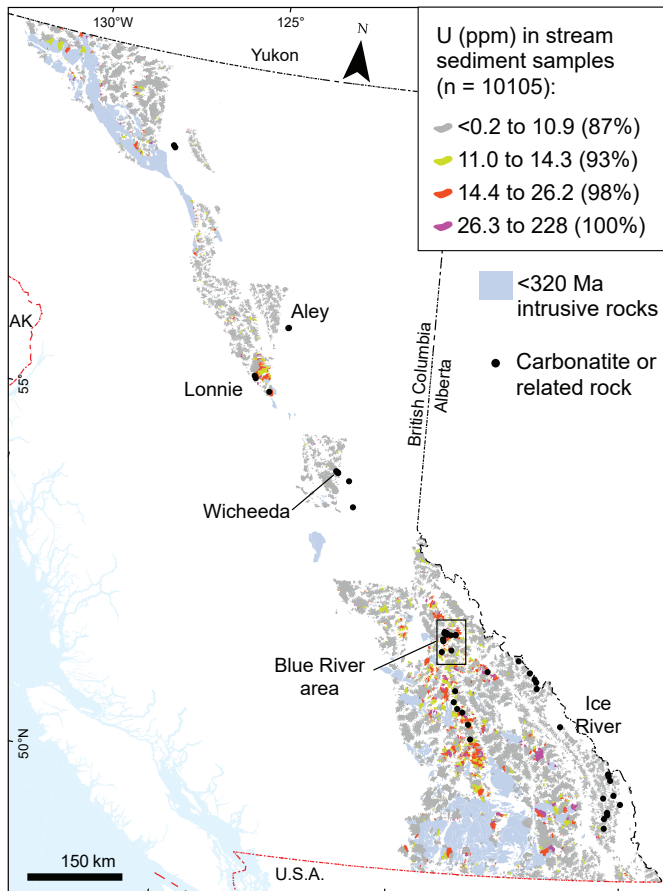 130°W
125°
N
Yukon
U (ppm) in stream
sediment samples
(n = 10105):
<0.2 to 10.9 (87%)
11.0 to 14.3 (93%)
14.4 to 26.2 (98%)
26.3 to 228 (100%)
<320 Ma
intrusive rocks
Carbonatite or
related rock
British Columbia
Alberta
AK
Aley
55°
Lonnie
Wicheeda
Blue River
area
Ice
River
50°N
150 km
U.S.A.